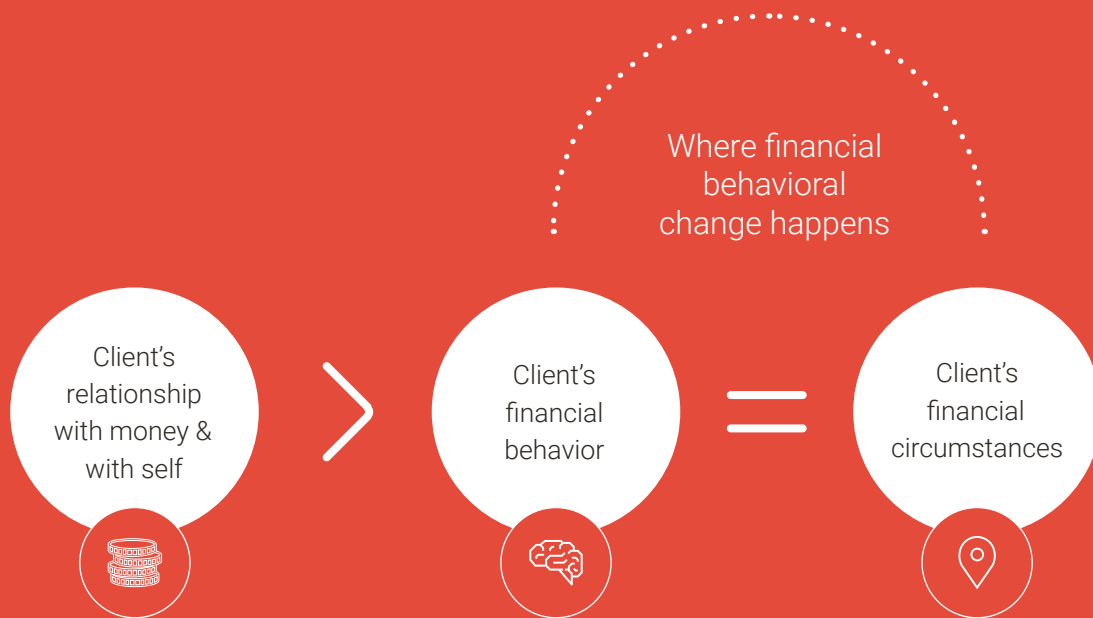 Where financial
behavioral
change happens
Client’s
relationship
with money &
with self
>
Client’s
financial
behavior
=
Client’s
financial
circumstances